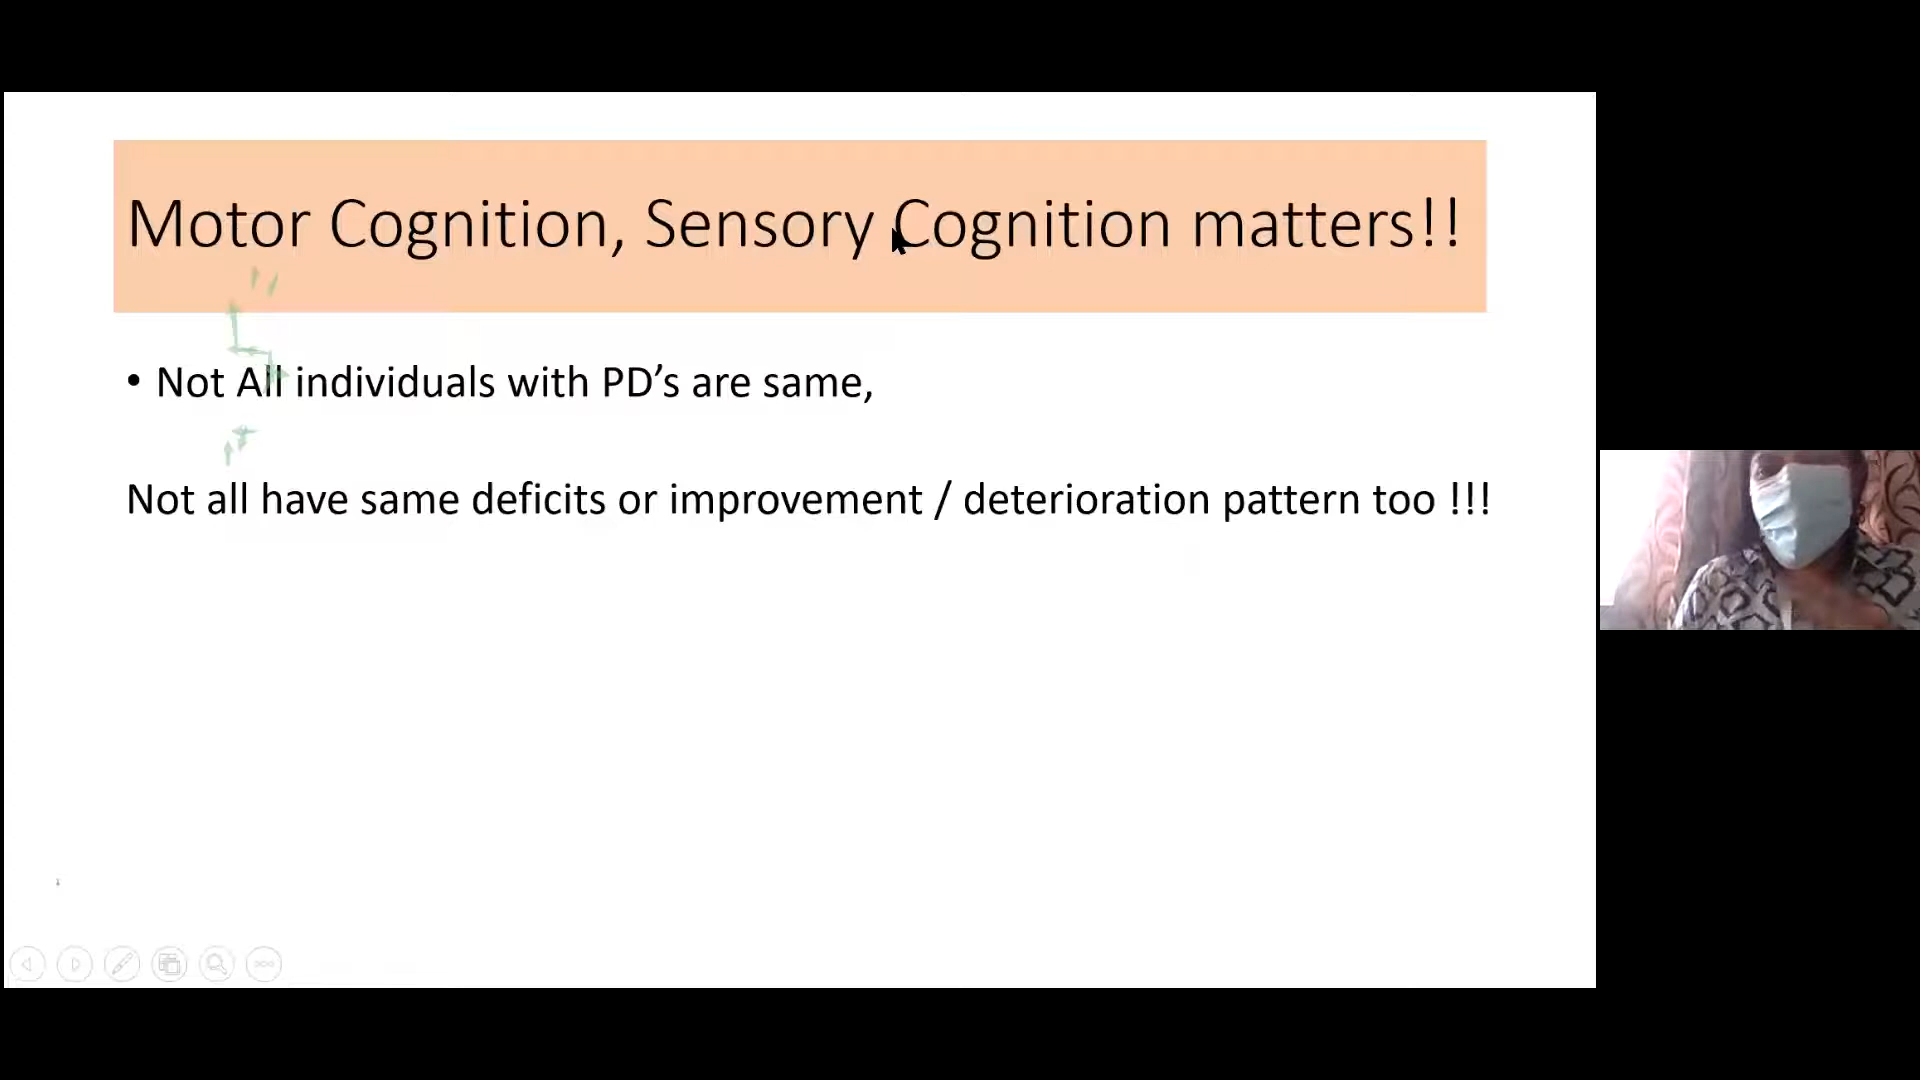 Motor Cognition, Sensory Cognition matters!!
• Not All individuals with PD’s are same,
Not all have same deficits or improvement / deterioration pattern too !!!